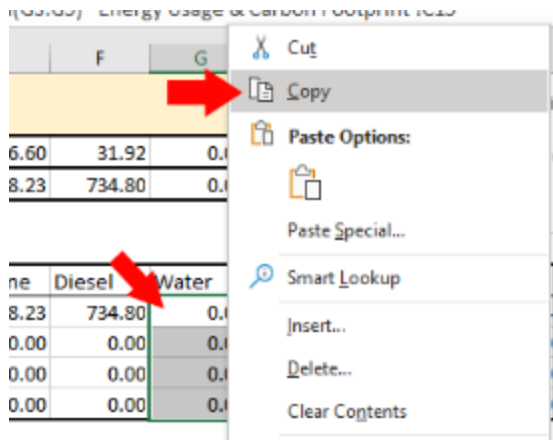 Energy Usage & Carbon Footprint
F G
Cut
Copy
Paste Options:
6.60 31.92
8.23 734.80
Paste Special...
ne Diesel Water
Smart Lookup
8.23 734.80
0.00 0.00
Insert...
0.00 0.00
Delete...
0.00 0.00
Clear Contents